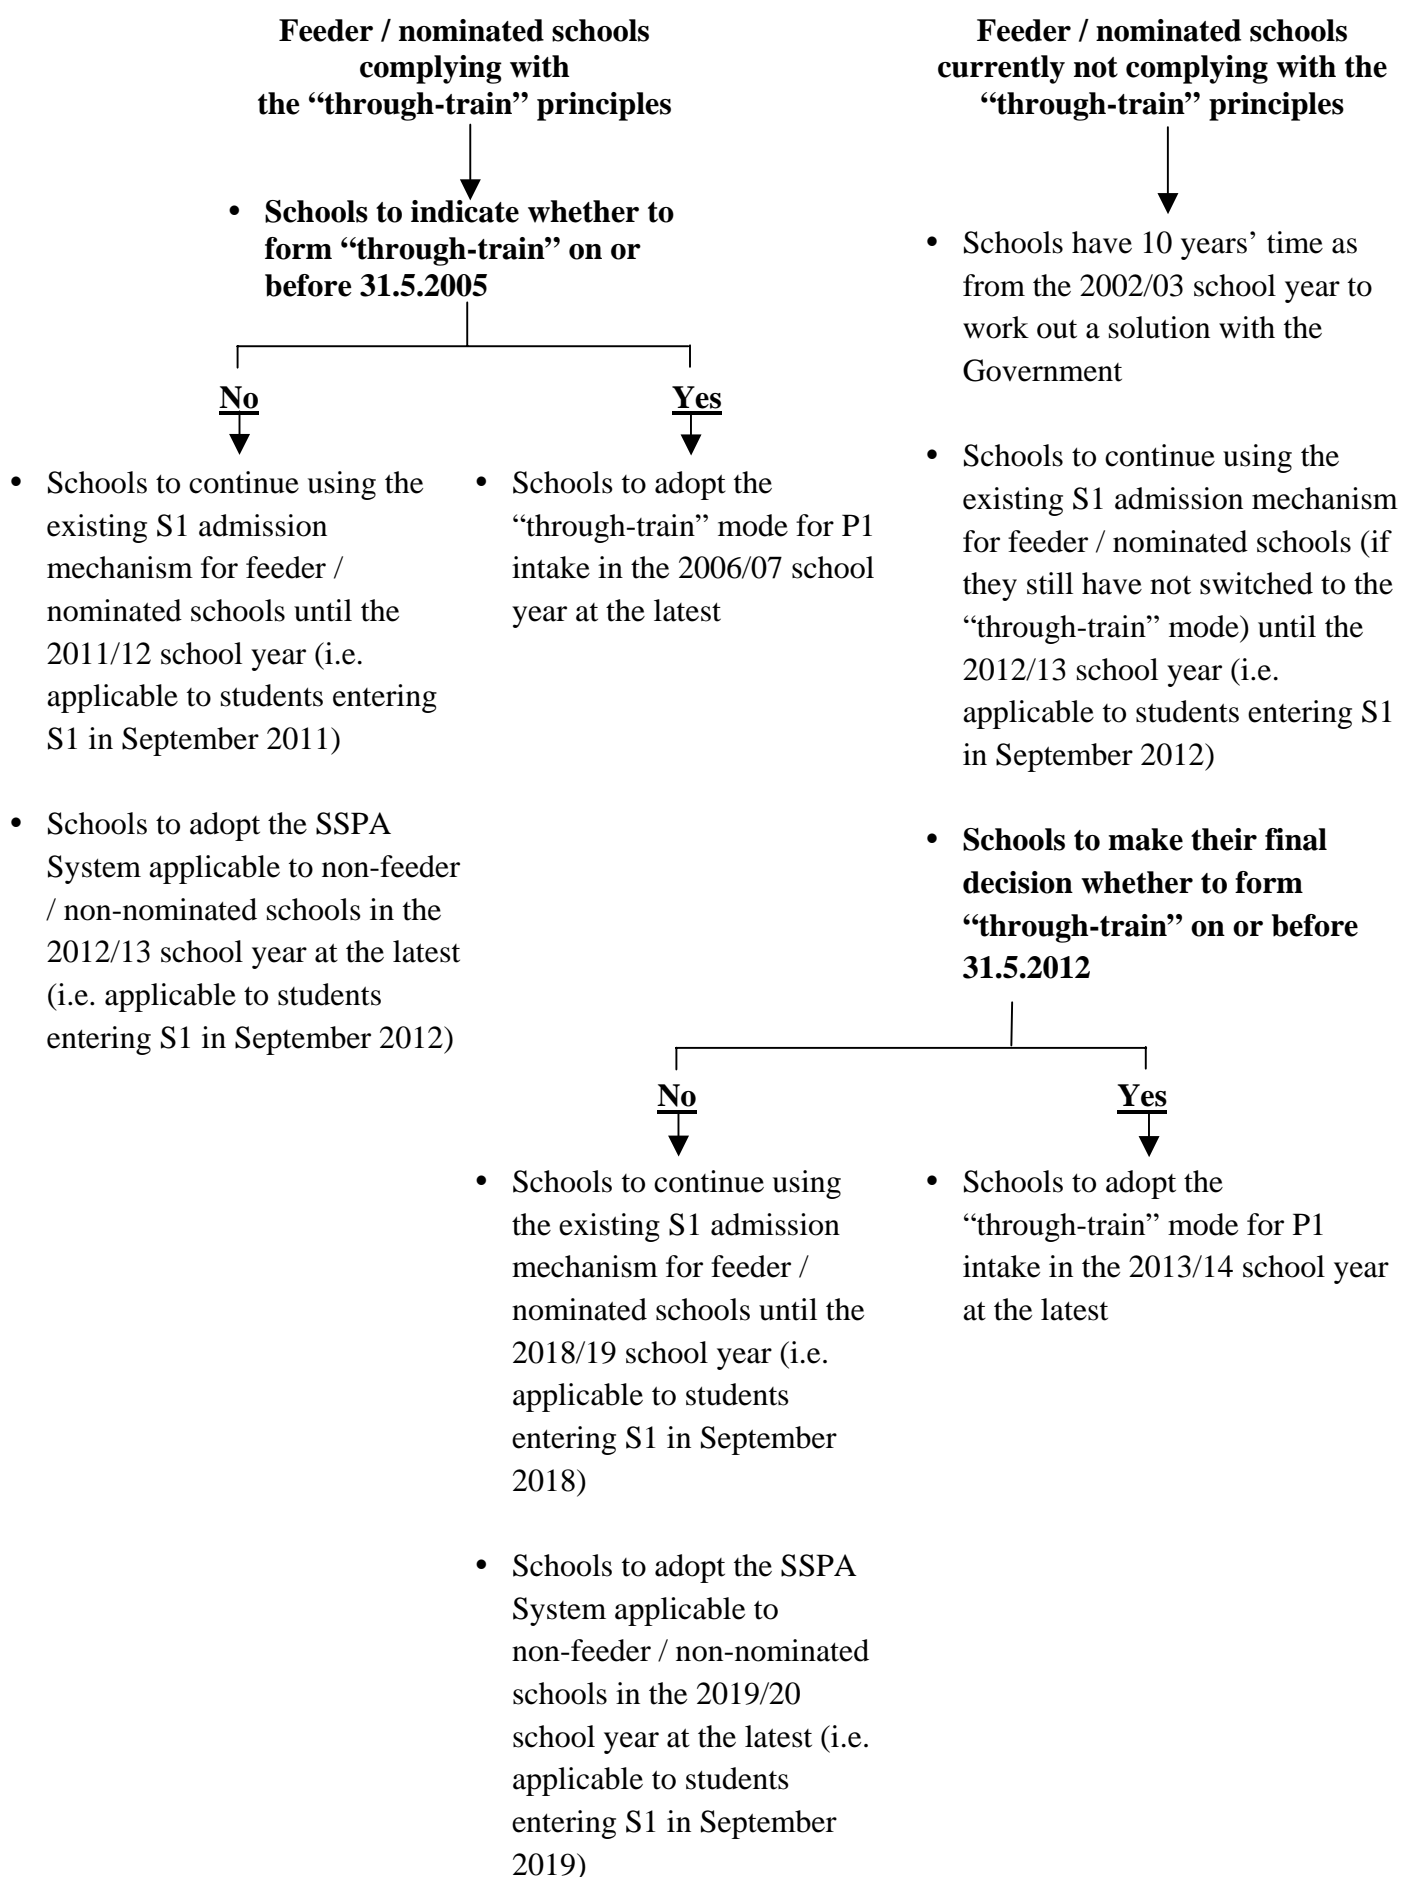 Feeder / nominated schools
complying with
the “through-train” principles
• Schools to indicate whether to
form “through-train” on or
before 31.5.2005
No
• Schools to continue using the
existing S1 admission
mechanism for feeder /
nominated schools until the
2011/12 school year (i.e.
applicable to students entering
S1 in September 2011)
• Schools to adopt the SSPA
System applicable to non-feeder
/ non-nominated schools in the
2012/13 school year at the latest
(i.e. applicable to students
entering S1 in September 2012)
Yes
• Schools to adopt the
“through-train” mode for P1
intake in the 2006/07 school
year at the latest
Feeder / nominated schools
currently not complying with the
“through-train” principles
• Schools have 10 years’ time as
from the 2002/03 school year to
work out a solution with the
Government
• Schools to continue using the
existing S1 admission mechanism
for feeder / nominated schools (if
they still have not switched to the
“through-train” mode) until the
2012/13 school year (i.e.
applicable to students entering S1
in September 2012)
• Schools to make their final
decision whether to form
“through-train” on or before
31.5.2012
No
• Schools to continue using
the existing S1 admission
mechanism for feeder /
nominated schools until the
2018/19 school year (i.e.
applicable to students
entering S1 in September
2018)
• Schools to adopt the SSPA
System applicable to
non-feeder / non-nominated
schools in the 2019/20
school year at the latest (i.e.
applicable to students
entering S1 in September
2019)
Yes
• Schools to adopt the
“through-train” mode for P1
intake in the 2013/14 school year
at the latest